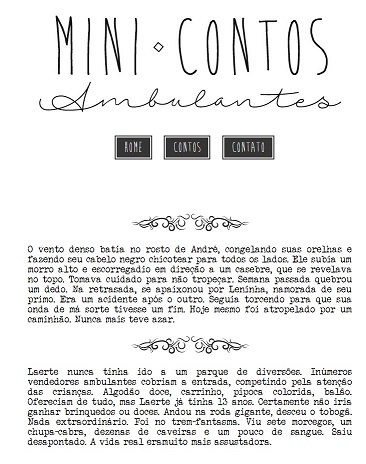 MINI CONTOS
Ambulantes
HOME CONTOS CONTATO
O vento denso batia no rosto de André, congelando suas orelhas e
fazendo seu cabelo negro chicotear para todos os lados. Ele subia um
morro alto e escorregadio em direção a um casebre, que se revelava
no topo. Tomava cuidado para não tropeçar. Semana passada quebrou
um dedo. Na retrasada, se apaixonou por Leninha, namorada de seu
primo. Era um acidente após o outro. Seguia torcendo para que sua
onda de má sorte tivesse um fim. Hoje mesmo foi atropelado por um
caminhão. Nunca mais teve azar.
Laerte nunca tinha ido a um parque de diversões. Inúmeros
vendedores ambulantes cobriam a entrada, competindo pela atenção
das crianças. Algodão doce, carrinho, pipoca colorida, balão.
Ofereciam de tudo, mas Laerte já tinha 13 anos. Certamente não iria
ganhar brinquedos ou doces. Andou na roda gigante, desceu o tobogã.
Nada extraordinário. Foi no trem-fantasma. Viu sete morcegos, um
chupa-cabra, dezenas de caveiras e um pouco de sangue. Saiu
desapontado. A vida real eramuito mais assustadora.